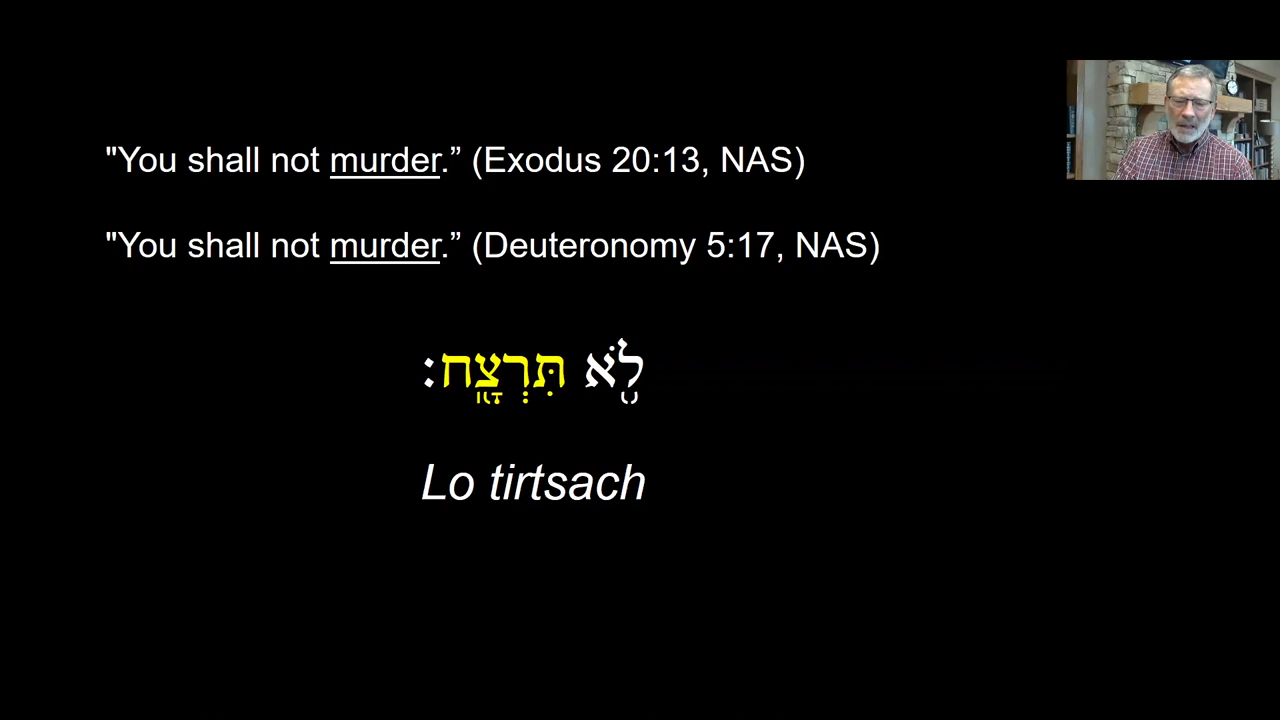 "You shall not murder.” (Exodus 20:13, NAS)
"You shall not murder.” (Deuteronomy 5:17, NAS)
לֹ֖א תִּרְצָֽ͏ֽח׃
Lo tirtsach